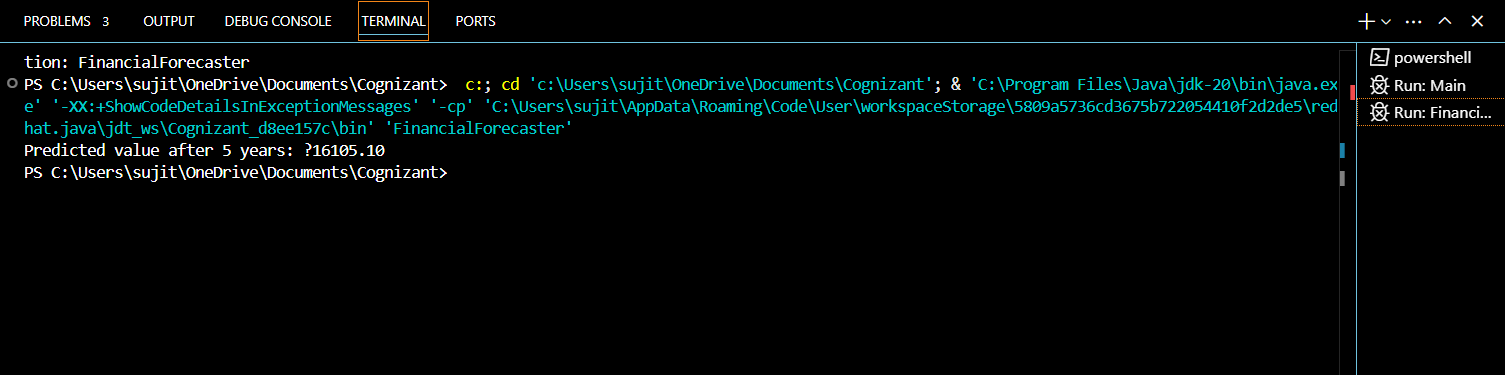 PROBLEMS 3 OUTPUT DEBUG CONSOLE TERMINAL PORTS
tion: FinancialForecaster
PS C:\Users\sujit\OneDrive\Documents\Cognizant>  c:; cd 'c:\Users\sujit\OneDrive\Documents\Cognizant'; & 'C:\Program Files\Java\jdk-20\bin\java.ex
e' '-XX:+ShowCodeDetailsInExceptionMessages' '-cp' 'C:\Users\sujit\AppData\Roaming\Code\User\workspaceStorage\5809a5736cd3675b722054410f2d2de5\red
hat.java\jdt_ws\Cognizant_d8ee157c\bin' 'FinancialForecaster'
Predicted value after 5 years: ?16105.10
PS C:\Users\sujit\OneDrive\Documents\Cognizant>
powershell
Run: Main
Run: Financi...